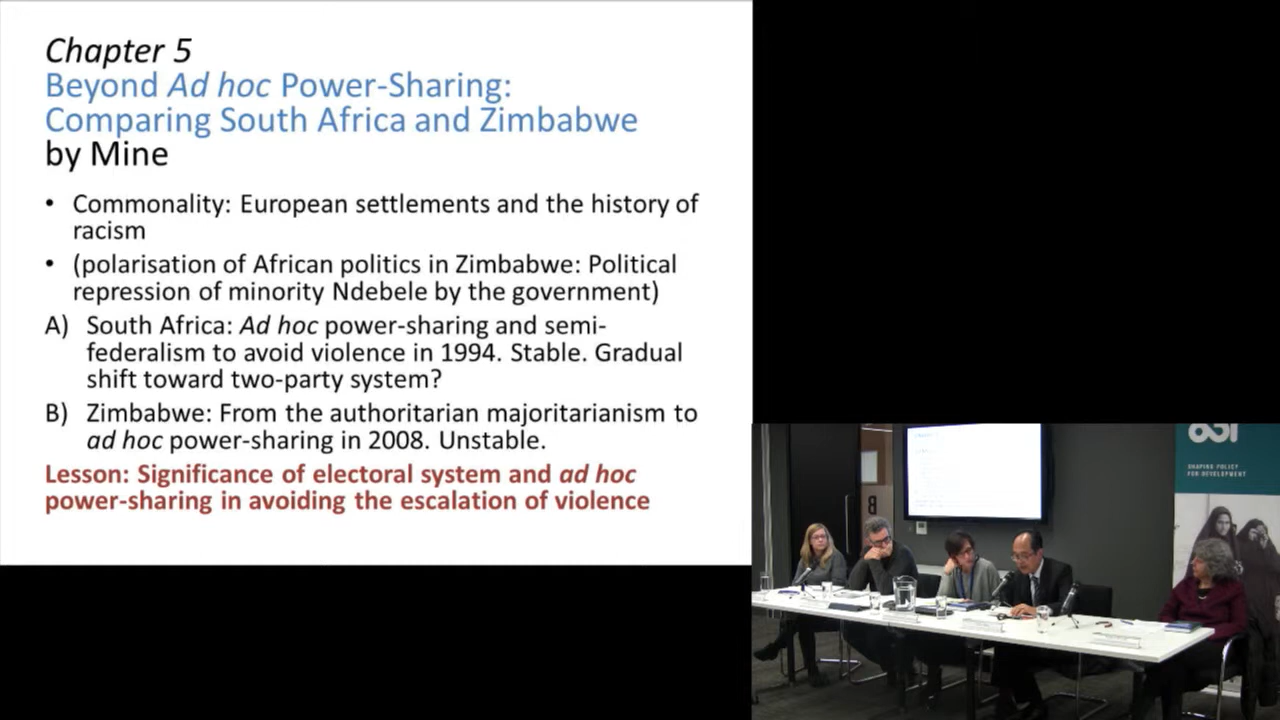 Chapter 5
Beyond Ad hoc Power-Sharing:
Comparing South Africa and Zimbabwe
by Mine
• Commonality: European settlements and the history of
racism
• (polarisation of African politics in Zimbabwe: Political
repression of minority Ndebele by the government)
A) South Africa: Ad hoc power-sharing and semi-
federalism to avoid violence in 1994. Stable. Gradual
shift toward two-party system?
B) Zimbabwe: From the authoritarian majoritarianism to
ad hoc power-sharing in 2008. Unstable.
Lesson: Significance of electoral system and ad hoc
power-sharing in avoiding the escalation of violence
SHAPING POLICY
FOR DEVELOPMENT